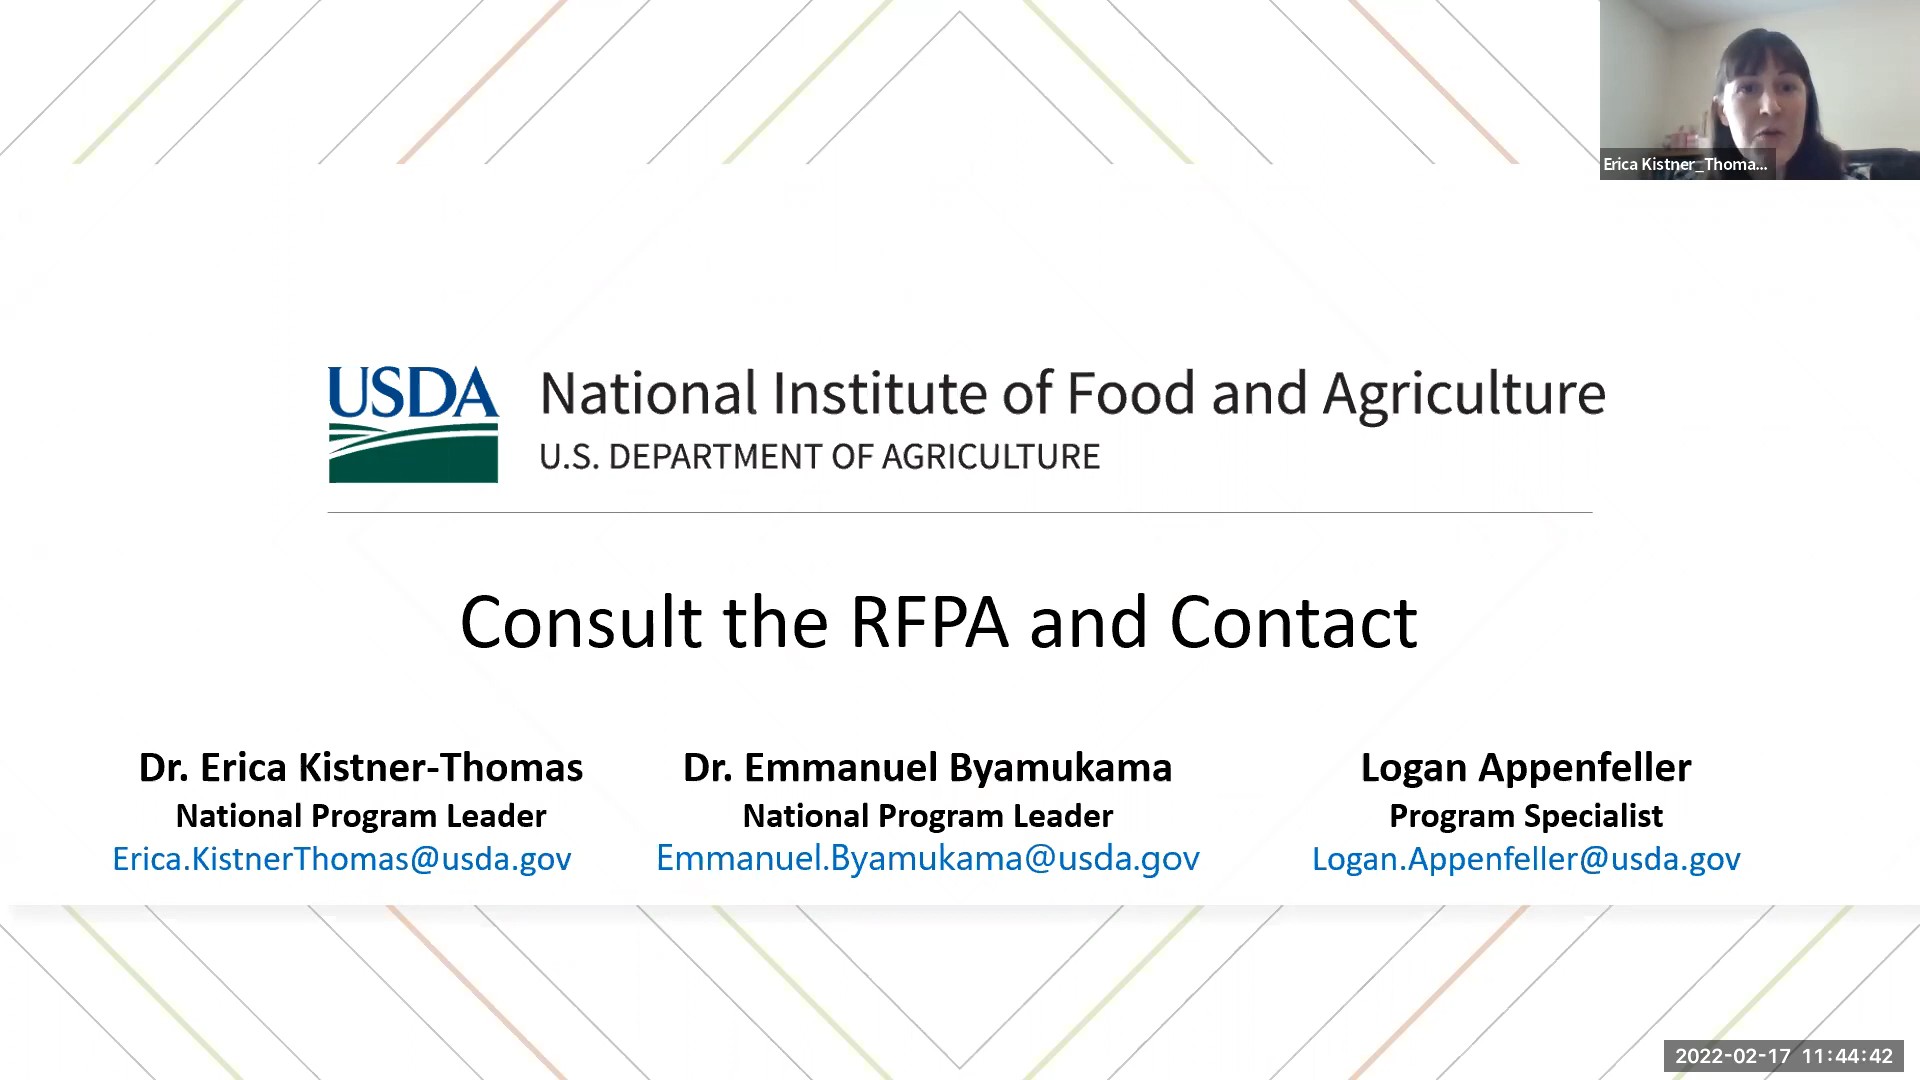 Erica Kistner_Thoma...
USDA
National Institute of Food and Agriculture
U.S. DEPARTMENT OF AGRICULTURE
Consult the RFPA and Contact
Dr. Erica Kistner-Thomas
National Program Leader
Erica.KistnerThomas@usda.gov
Dr. Emmanuel Byamukama
National Program Leader
Emmanuel.Byamukama@usda.gov
Logan Appenfeller
Program Specialist
Logan.Appenfeller@usda.gov
2022-02-17 11:44:42